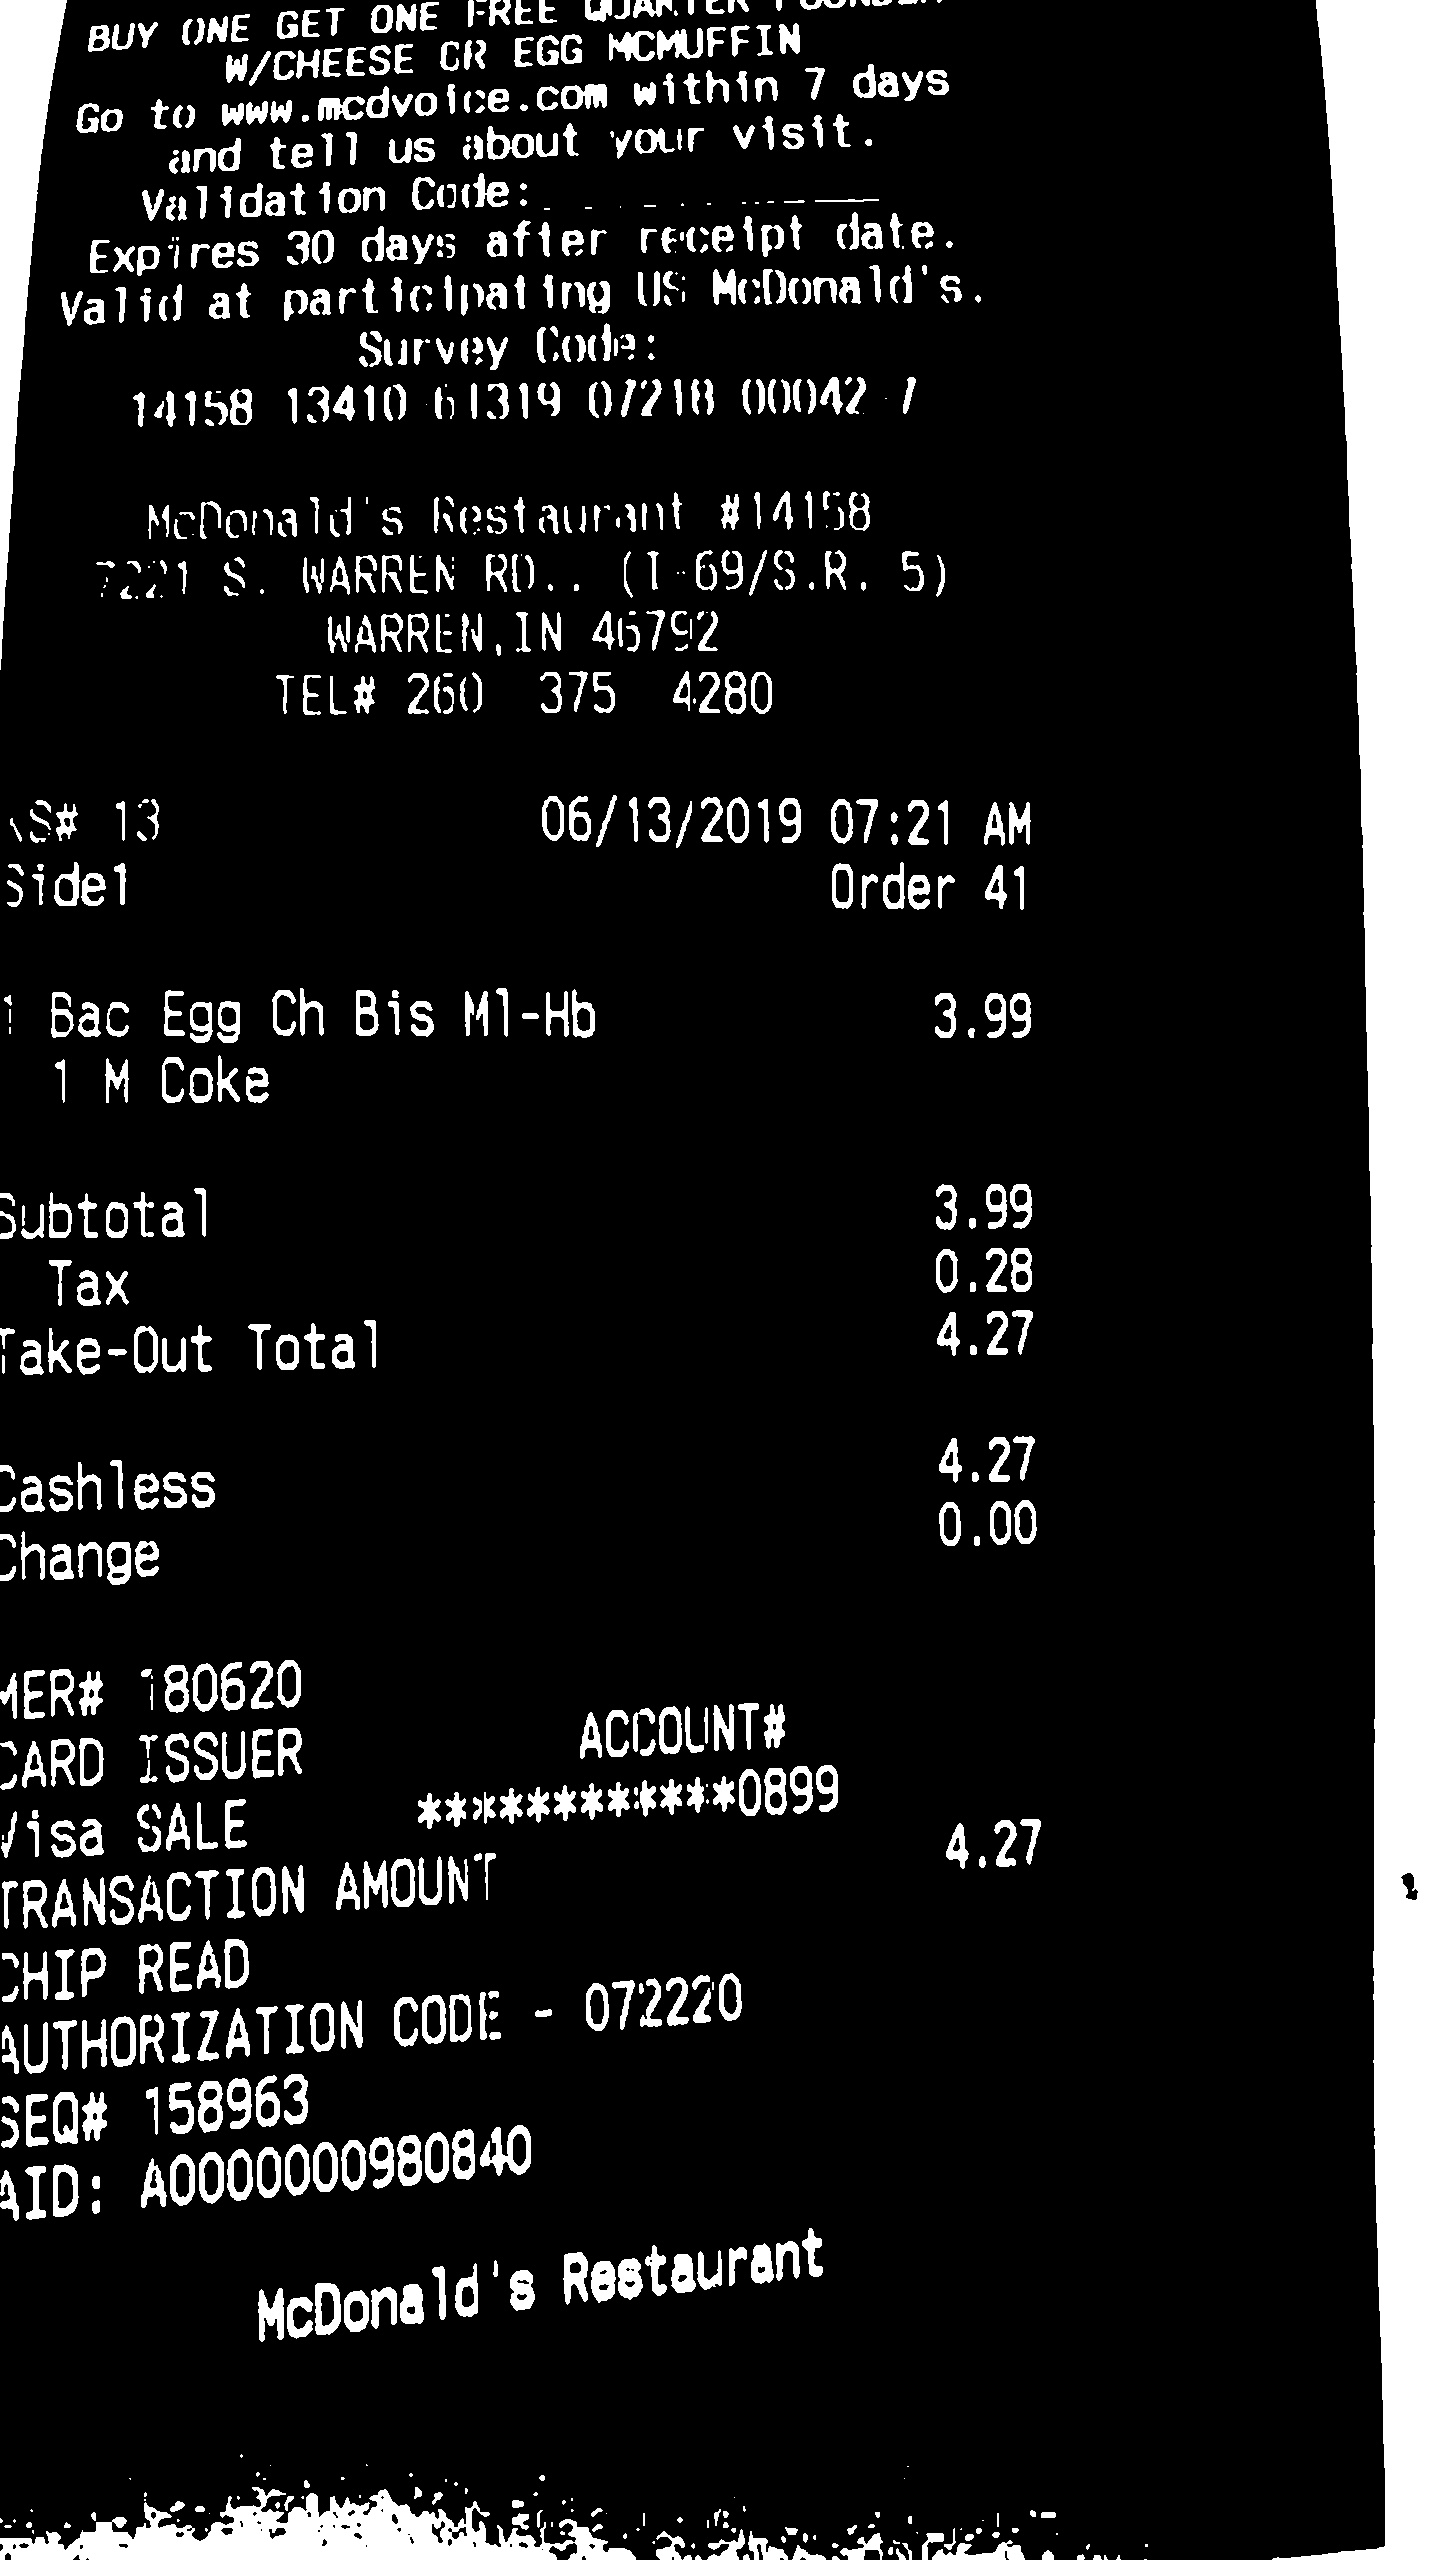 BUY ONE GET ONE FREE QUARTER POUNDER
W/CHEESE OR EGG MCMUFFIN
Go to www.mcdvoice.com within 7 days
and tell us about your visit.
Validation Code:
Expires 30 days after receipt date.
Valid at participating US McDonald's.
Survey Code:
14158 13410 61319 07218 00042 7
McDonald's Restaurant #14158
7221 S. WARREN RD.. (I-69/S.R. 5)
WARREN,IN 46792
TEL# 260 375 4280
KS# 13 06/13/2019 07:21 AM
Side1 Order 41
1 Bac Egg Ch Bis Ml-Hb 3.99
1 M Coke
Subtotal 3.99
Tax 0.28
Take-Out Total 4.27
Cashless 4.27
Change 0.00
MER# 180620
CARD ISSUER ACCOUNT#
Visa SALE ************0899
TRANSACTION AMOUNT 4.27
CHIP READ
AUTHORIZATION CODE - 072220
SEQ# 158963
AID: A0000000980840
McDonald's Restaurant